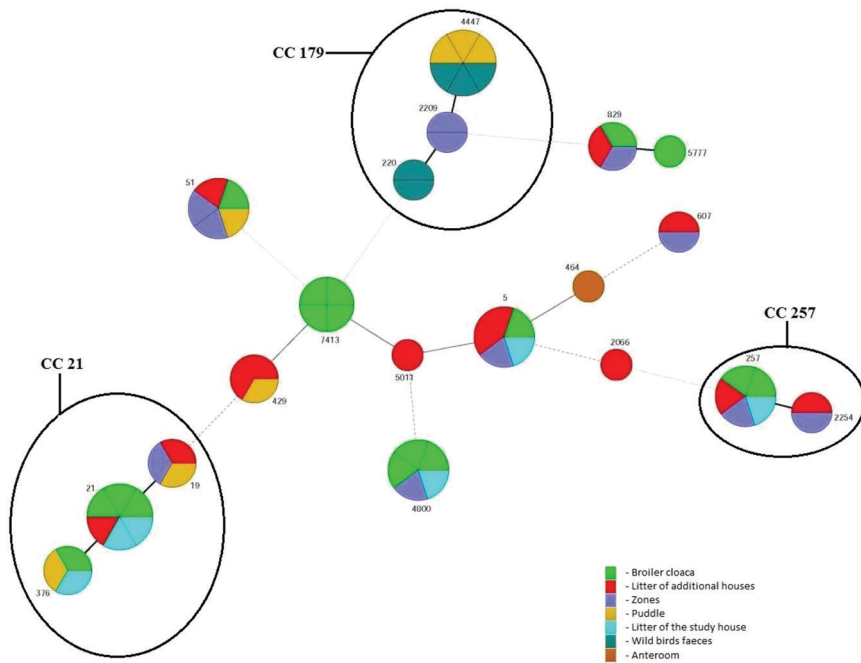 4447
CC 179
2209
829
5777
220
51
607
464
5
7413
5011
2066
CC 257
257
2254
CC 21
429
19
21
4800
376
- Broiler cloaca
- Litter of additional houses
- Zones
- Puddle
- Litter of the study house
- Wild birds faeces
- Anteroom